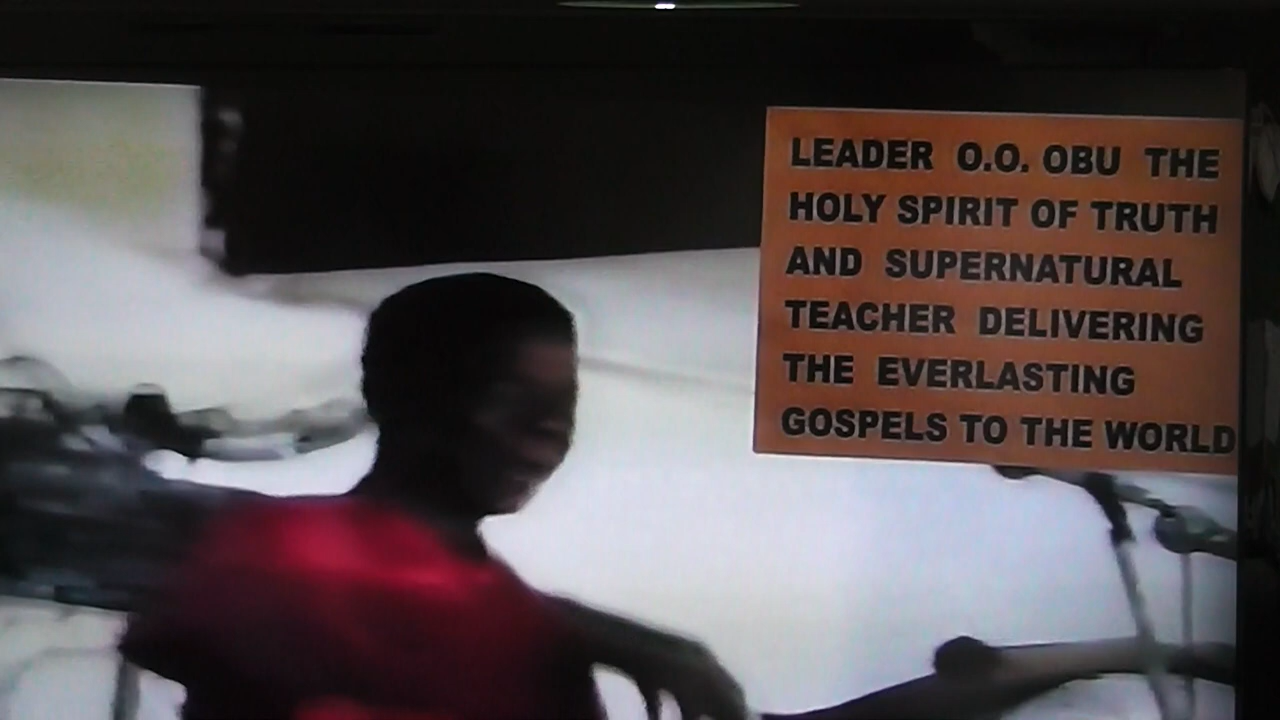 LEADER O.O. OBU THE
HOLY SPIRIT OF TRUTH
AND SUPERNATURAL
TEACHER DELIVERING
THE EVERLASTING
GOSPELS TO THE WORLD